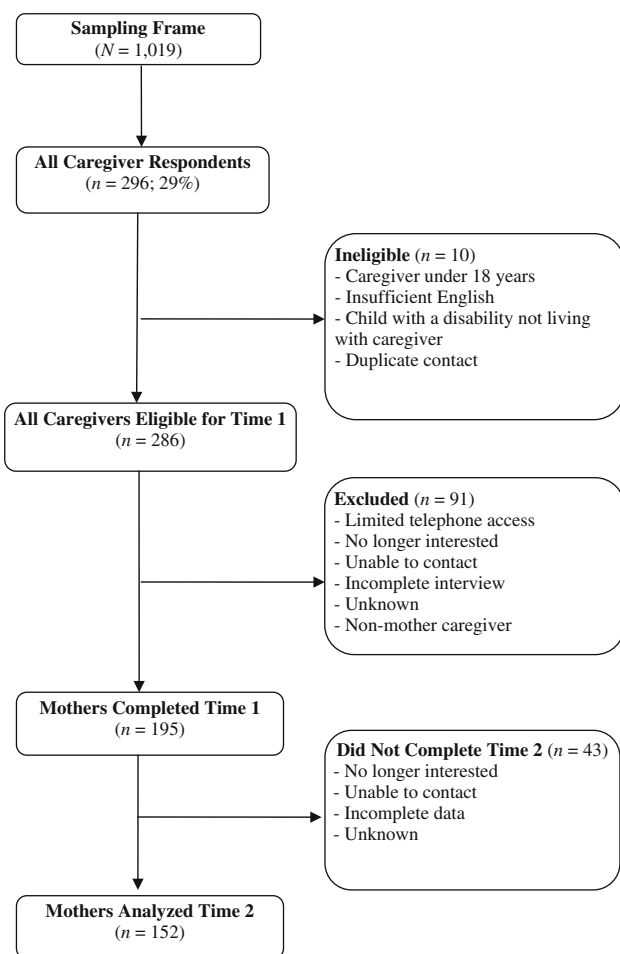 Sampling Frame
(N = 1,019)
All Caregiver Respondents
(n = 296; 29%)
Ineligible (n = 10)
- Caregiver under 18 years
- Insufficient English
- Child with a disability not living
with caregiver
- Duplicate contact
All Caregivers Eligible for Time 1
(n = 286)
Excluded (n = 91)
- Limited telephone access
- No longer interested
- Unable to contact
- Incomplete interview
- Unknown
- Non-mother caregiver
Mothers Completed Time 1
(n = 195)
Did Not Complete Time 2 (n = 43)
- No longer interested
- Unable to contact
- Incomplete data
- Unknown
Mothers Analyzed Time 2
(n = 152)